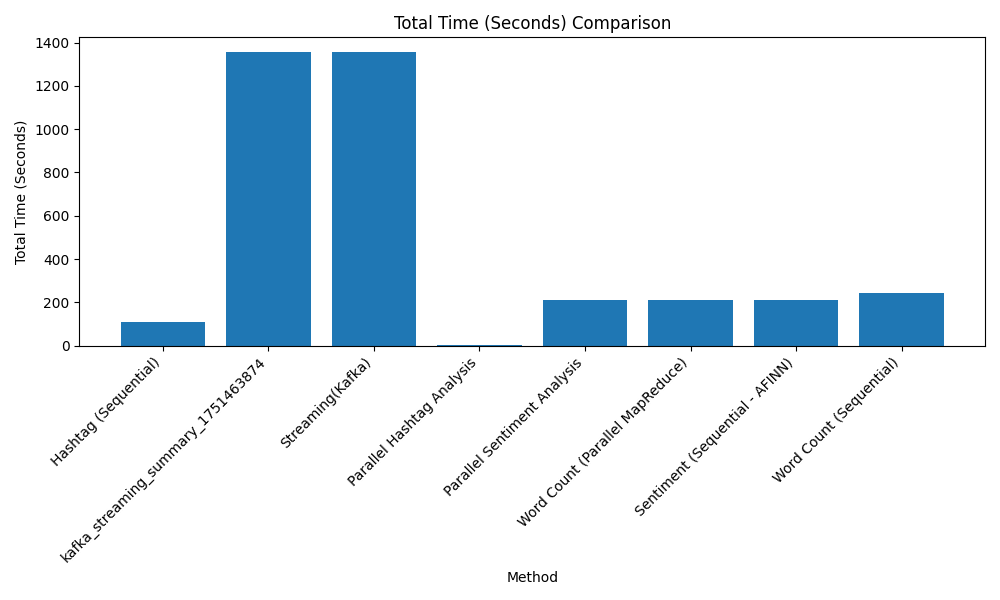 Total Time (Seconds) Comparison
Total Time (Seconds)
1400
1200
1000
800
600
400
200
0
Hashtag (Sequential)
kafka_streaming_summary_1751463874
Streaming(Kafka)
Parallel Hashtag Analysis
Parallel Sentiment Analysis
Word Count (Parallel MapReduce)
Sentiment (Sequential - AFINN)
Word Count (Sequential)
Method